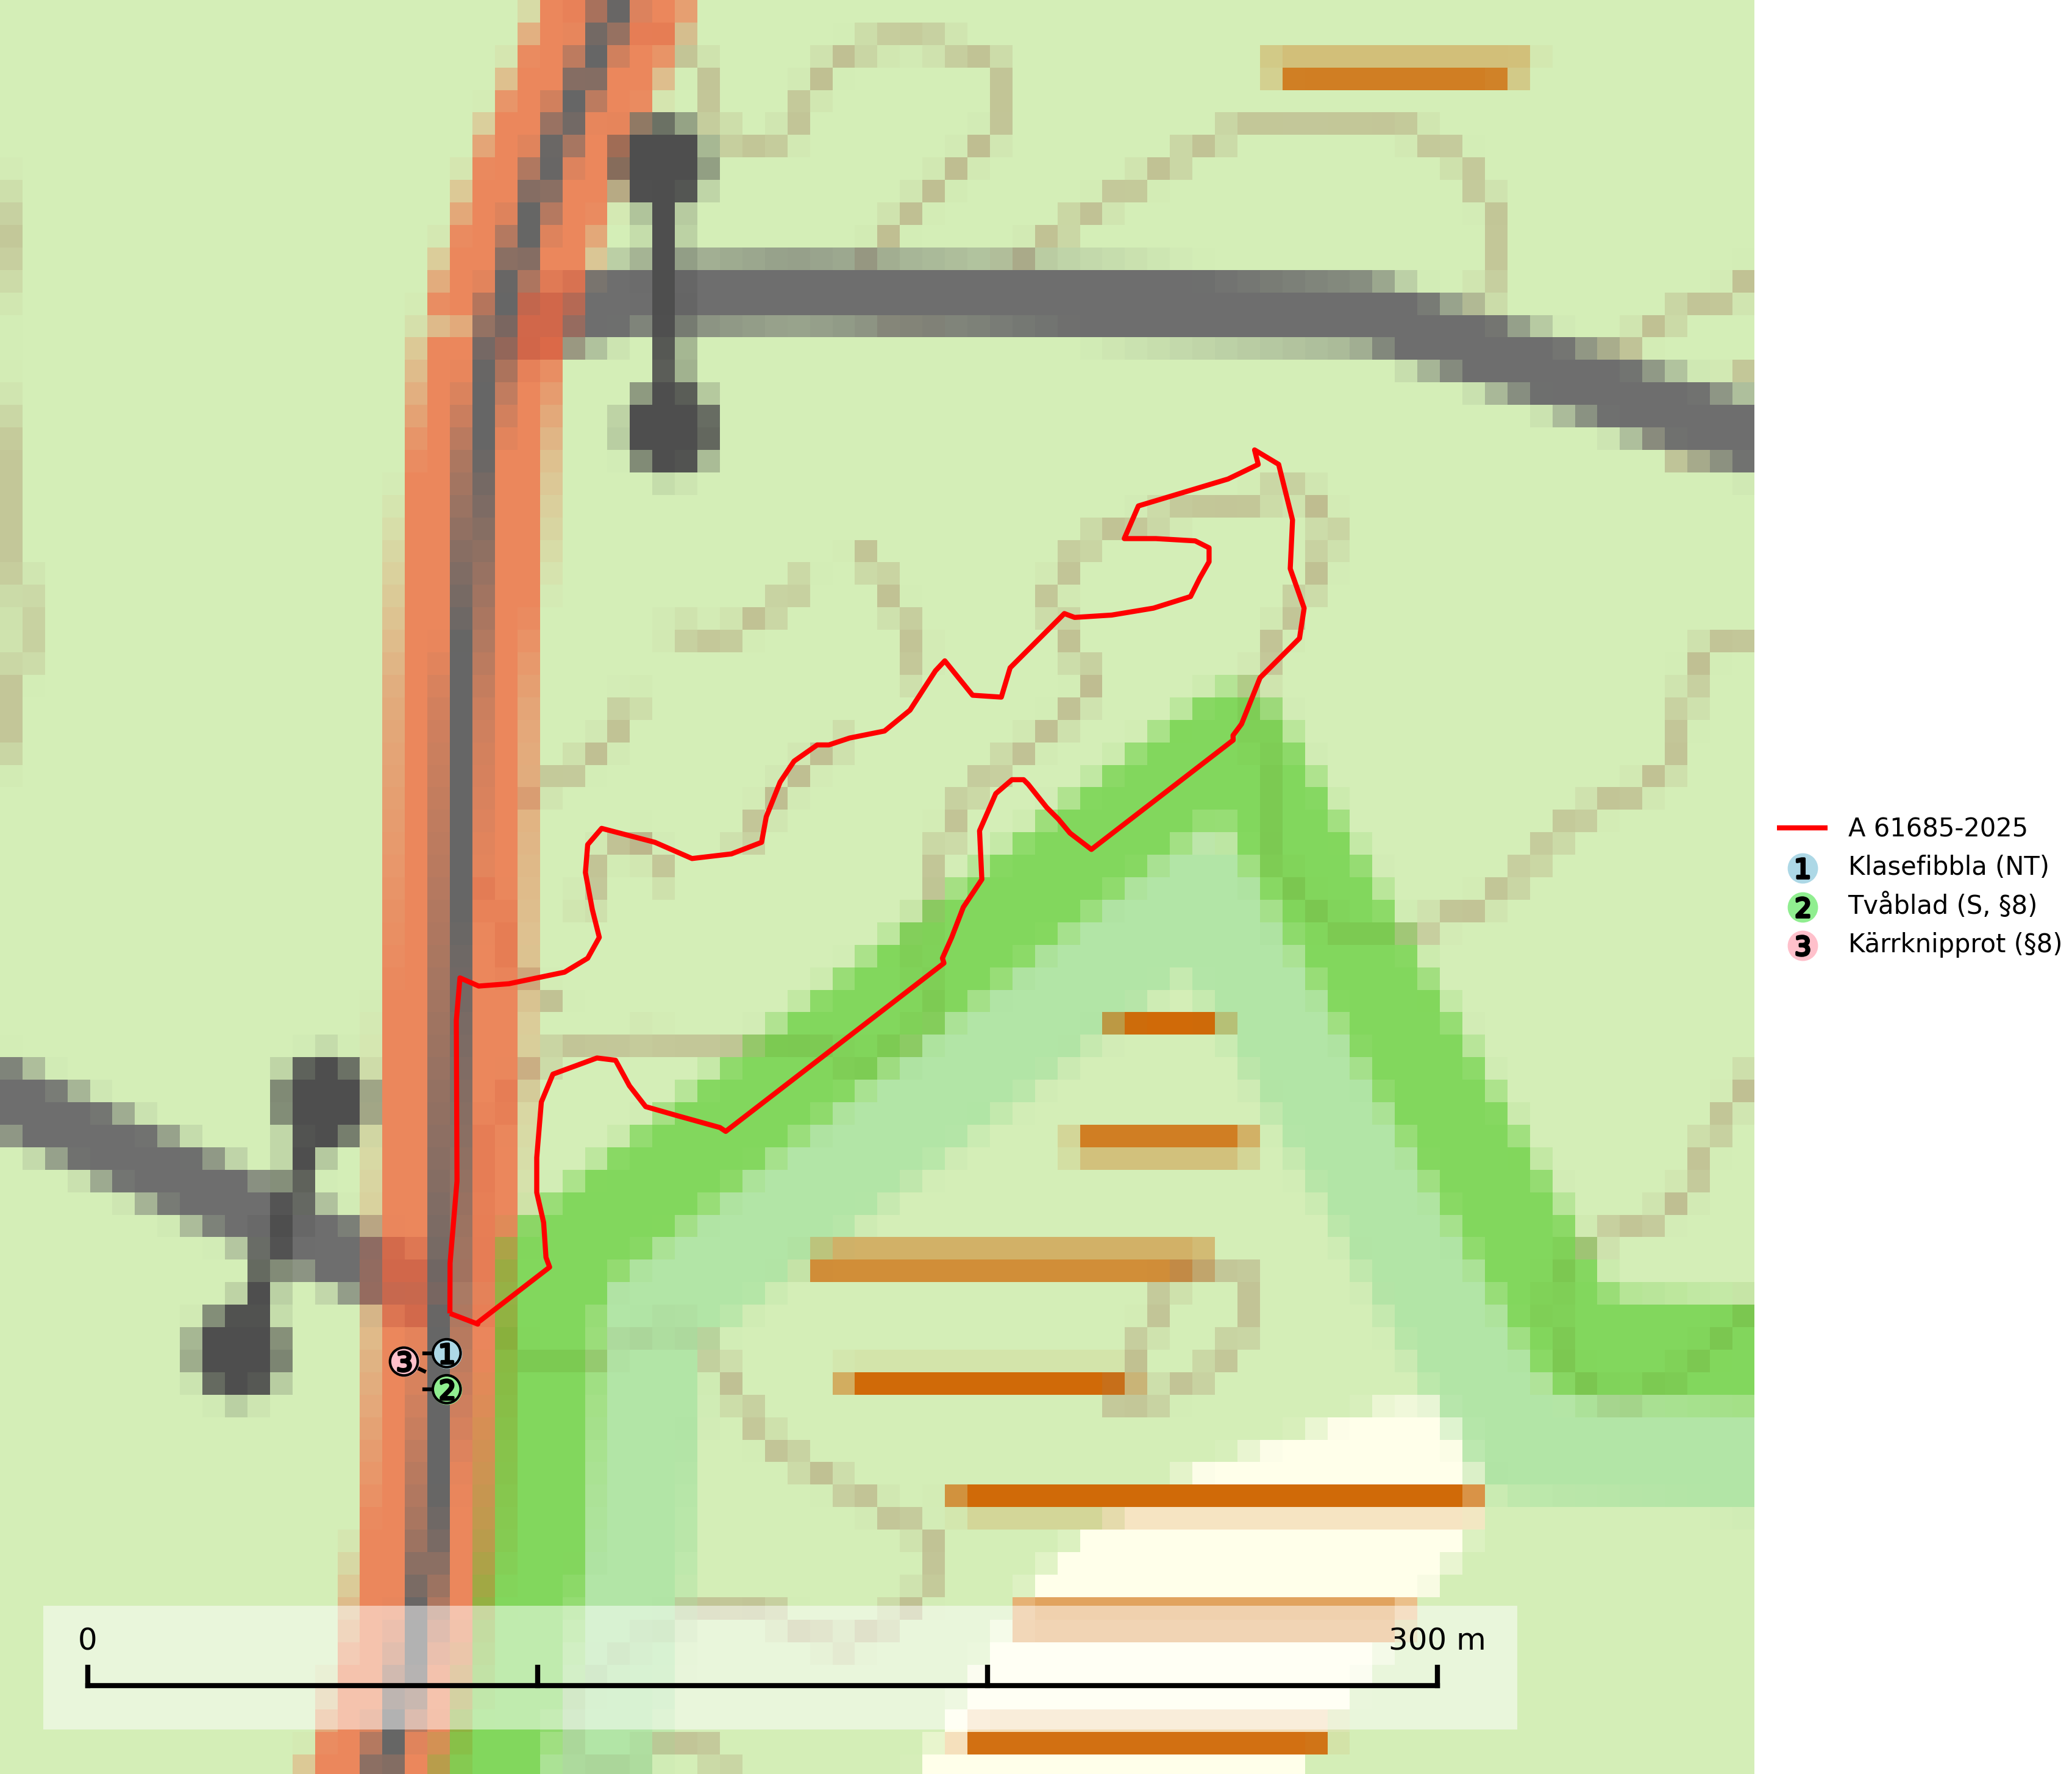 A 61685-2025
1 Klasefibbla (NT)
2 Tvåblad (S, §8)
3 Kärrknipprot (§8)
1
3
2
0 300 m